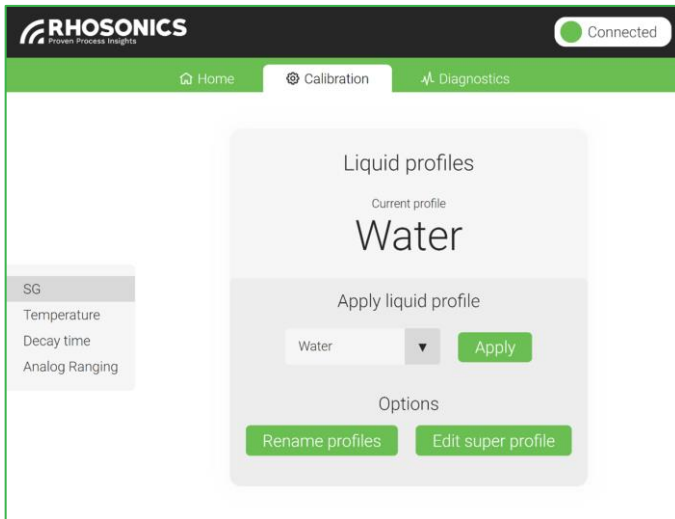 RHOSONICS
Proven Process Insights
Connected
Home
Calibration
Diagnostics
Liquid profiles
Current profile
Water
SG
Temperature
Decay time
Analog Ranging
Apply liquid profile
Water
Apply
Options
Rename profiles
Edit super profile